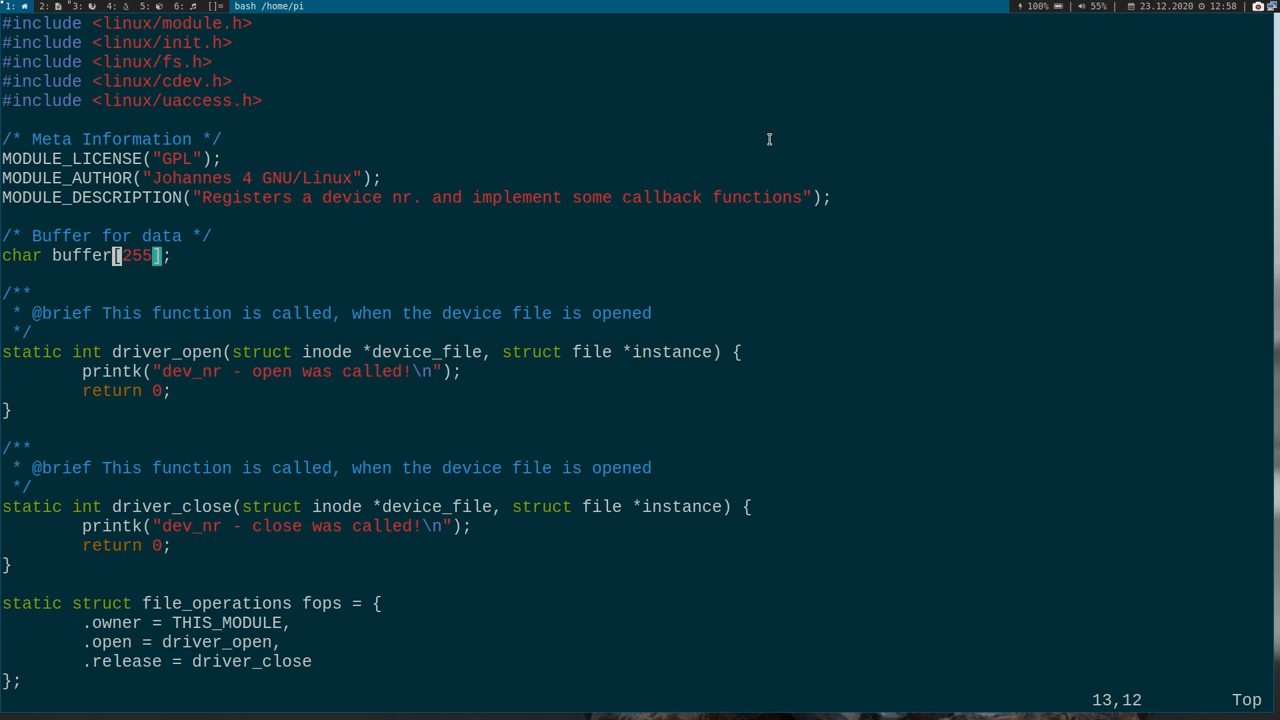 1: 2: 3: 4: 5: 6: []= bash /home/pi 100% | 55% | 23.12.2020 12:58 |
#include <linux/module.h>
#include <linux/init.h>
#include <linux/fs.h>
#include <linux/cdev.h>
#include <linux/uaccess.h>
/* Meta Information */
MODULE_LICENSE("GPL");
MODULE_AUTHOR("Johannes 4 GNU/Linux");
MODULE_DESCRIPTION("Registers a device nr. and implement some callback functions");
/* Buffer for data */
char buffer[255];
/**
 * @brief This function is called, when the device file is opened
 */
static int driver_open(struct inode *device_file, struct file *instance) {
        printk("dev_nr - open was called!\n");
        return 0;
}
/**
 * @brief This function is called, when the device file is opened
 */
static int driver_close(struct inode *device_file, struct file *instance) {
        printk("dev_nr - close was called!\n");
        return 0;
}
static struct file_operations fops = {
        .owner = THIS_MODULE,
        .open = driver_open,
        .release = driver_close
};
13,12 Top